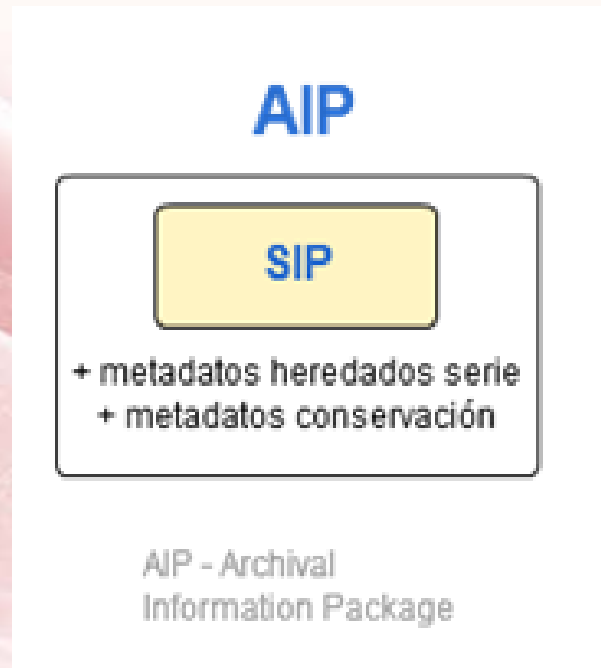 AIP
SIP
+ metadatos heredados serie
+ metadatos conservación
AIP - Archival
Information Package